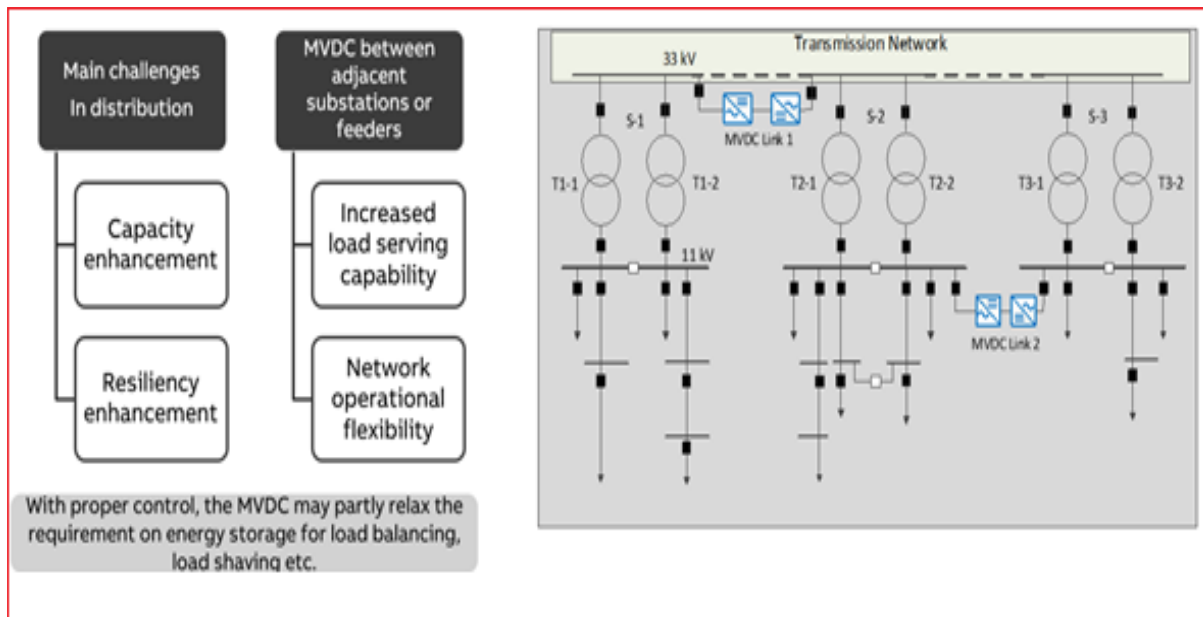 Main challenges
In distribution
Capacity
enhancement
Resiliency
enhancement
MVDC between
adjacent
substations or
feeders
Increased
load serving
capability
Network
operational
flexibility
With proper control, the MVDC may partly relax the
requirement on energy storage for load balancing,
load shaving etc.
Transmission Network
33 kV
S-1
MVDC Link 1
S-2
S-3
T1-1
T1-2
T2-1
T2-2
T3-1
T3-2
11 kV
MVDC Link 2